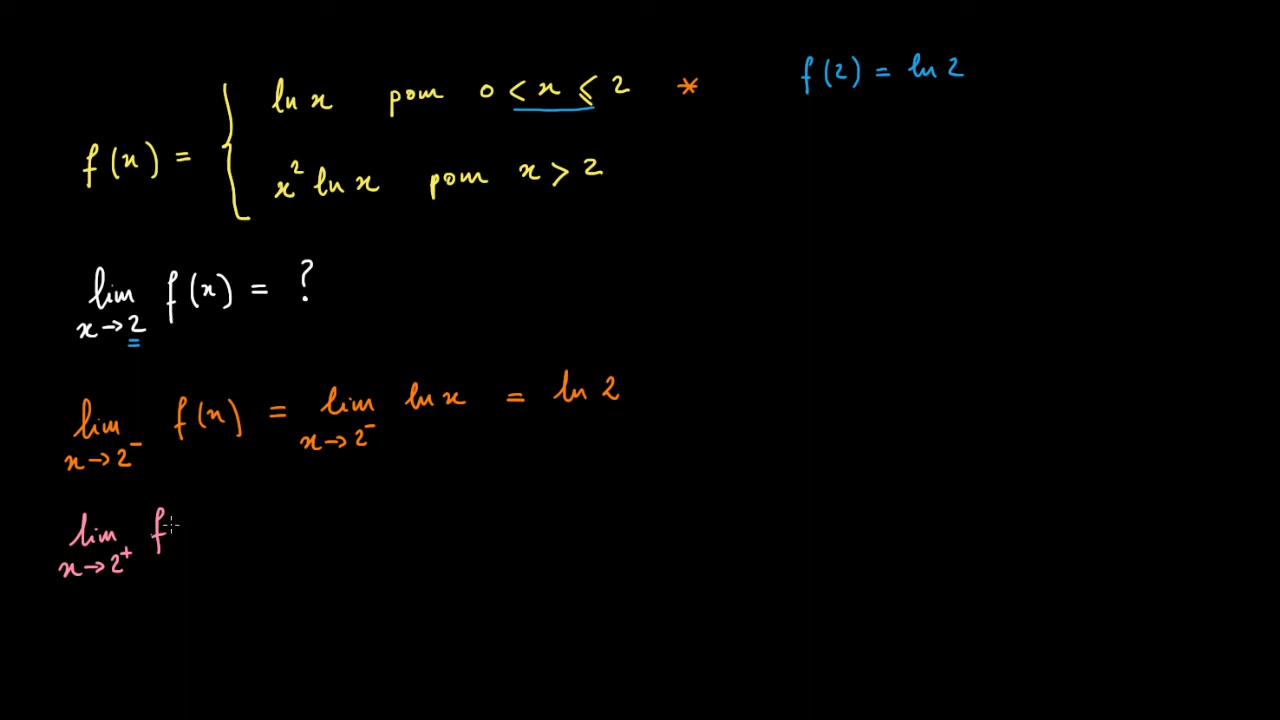 ln x pour 0 < x ⩽ 2 * f(2) = ln 2
f(x) = {
x² ln x pour x > 2
lim f(x) = ?
x→2
lim f(x) = lim ln x = ln 2
x→2⁻ x→2⁻
lim f
x→2⁺